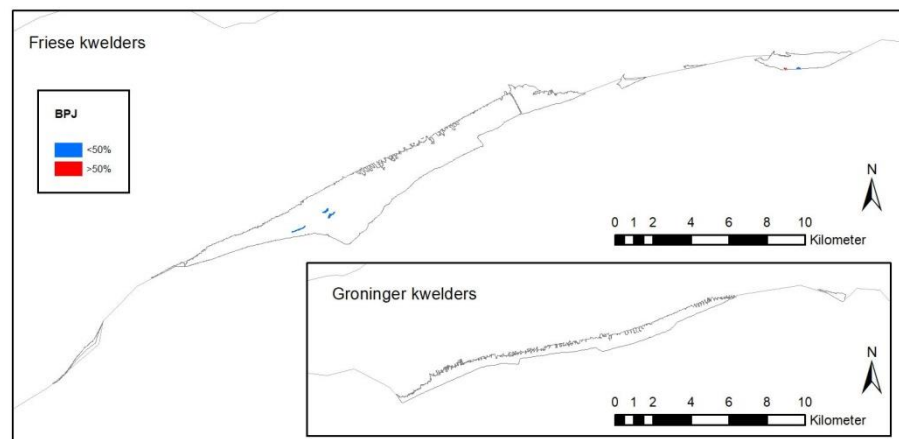 Friese kwelders
BPJ
<50%
>50%
N
0 1 2 4 6 8 10
Kilometer
Groninger kwelders
N
0 1 2 4 6 8 10
Kilometer